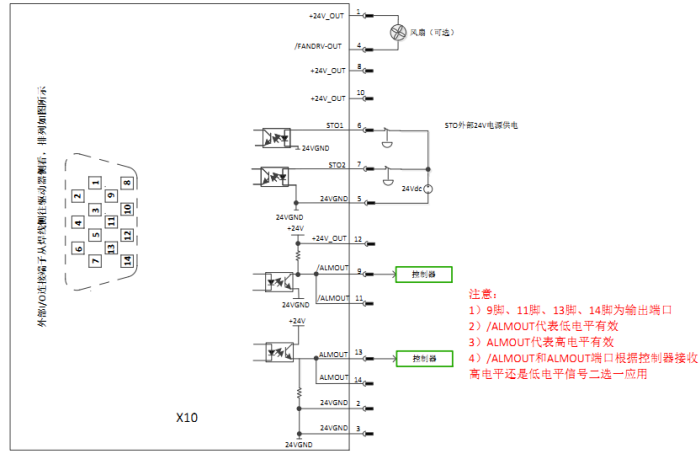 +24V_OUT
1
风扇（可选）
/FANDRV-OUT
4
+24V_OUT
8
+24V_OUT
10
STO1
6
STO外部24V电源供电
24VGND
STO2
7
24Vdc
24VGND
5
24VGND
+24V
+24V_OUT
12
/ALMOUT
9
控制器
/ALMOUT
11
24VGND
+24V
ALMOUT
13
控制器
ALMOUT
14
24VGND
2
24VGND
3
24VGND
X10
外部I/O连接端子从焊线侧往驱动器侧看，排列如图所示
1
8
2
9
3
10
4
11
5
12
6
13
7
14
注意：
1）9脚、11脚、13脚、14脚为输出端口
2）/ALMOUT代表低电平有效
3）ALMOUT代表高电平有效
4）/ALMOUT和ALMOUT端口根据控制器接收
高电平还是低电平信号二选一应用